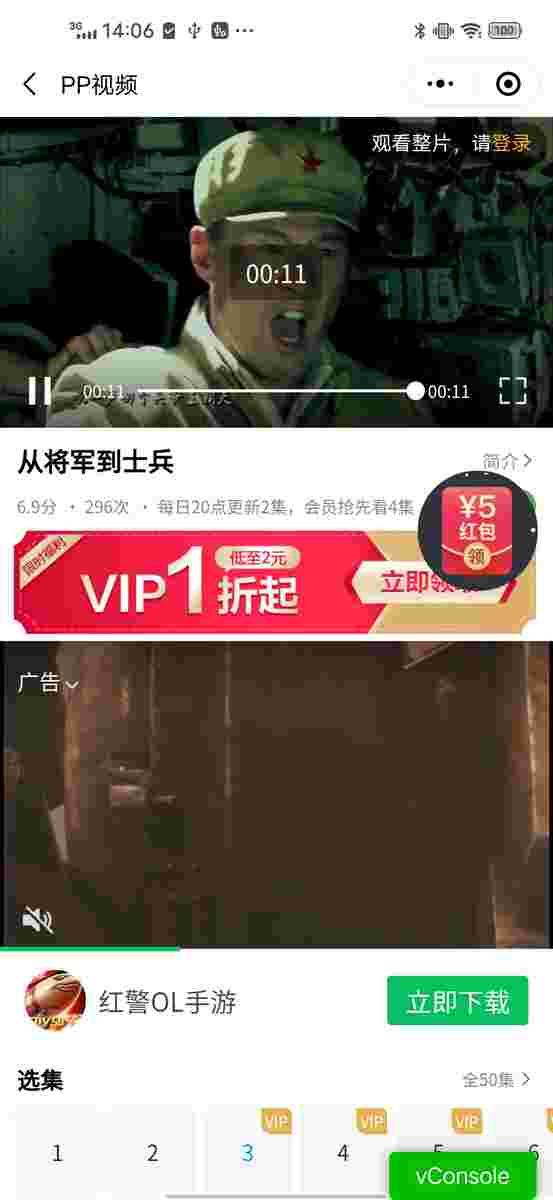 3G 14:06
100
PP视频
观看整片，请登录
00:11
00:11
00:11
从将军到士兵
简介
6.9分 · 296次 · 每日20点更新2集，会员抢先看4集
¥5
红包
领
限时福利
VIP1折起
低至2元
立即领
广告
红警OL手游
立即下载
选集
全50集
1
2
3
VIP
4
VIP
5
VIP
6
vConsole